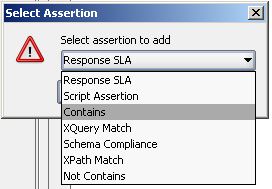 Select Assertion
Select assertion to add
Response SLA
Response SLA
Script Assertion
Contains
XQuery Match
Schema Compliance
XPath Match
Not Contains